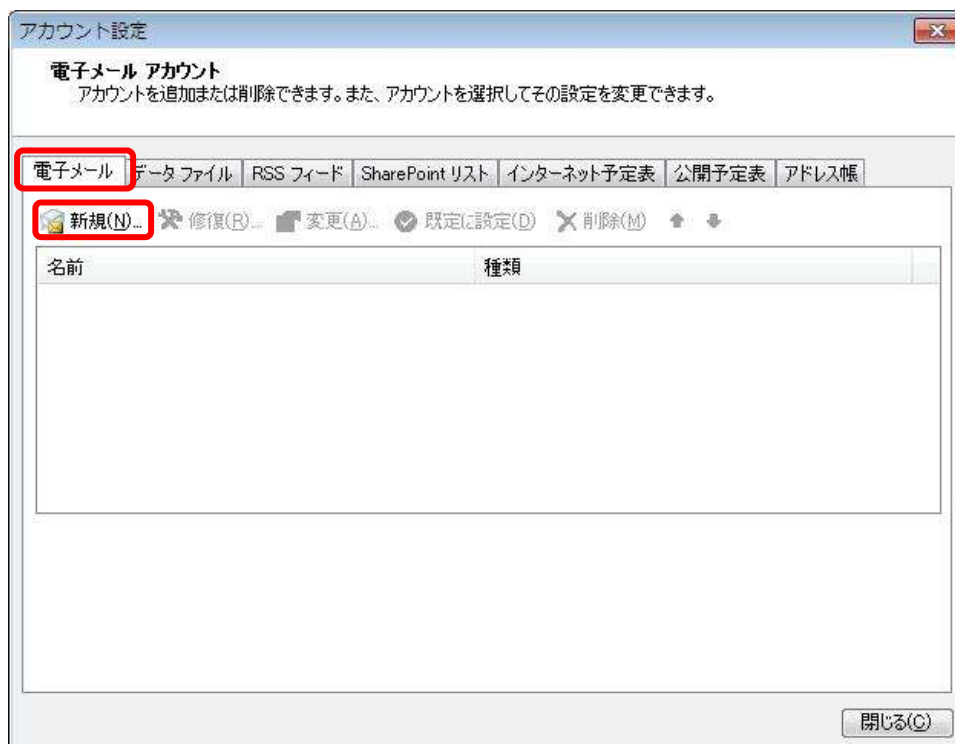 アカウント設定
電子メール アカウント
アカウントを追加または削除できます。また、アカウントを選択してその設定を変更できます。
電子メール データ ファイル RSS フィード SharePoint リスト インターネット予定表 公開予定表 アドレス帳
新規(N)... 修復(R)... 変更(A)... 既定に設定(D) 削除(M)
名前 種類
閉じる(C)